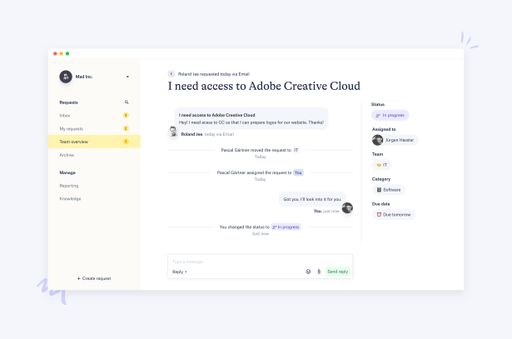 Mad Inc.
Requests
Inbox
My requests
Team overview
Archive
Manage
Reporting
Knowledge
+ Create request
Roland Jes requested today via Email
I need access to Adobe Creative Cloud
I need access to Adobe Creative Cloud
Hey! I need access to CC so that I can prepare logos for our website. Thanks!
Roland Jes today via Email
Pascal Gärtner moved the request to IT
Today
Pascal Gärtner assigned the request to You
Today
Got you. I'll look into it for you
You just now
You changed the status to In progress
Just now
Type a message
Reply
Send reply
Status
In progress
Assigned to
Jürgen Hassler
Team
IT
Category
Software
Due date
Due tomorrow